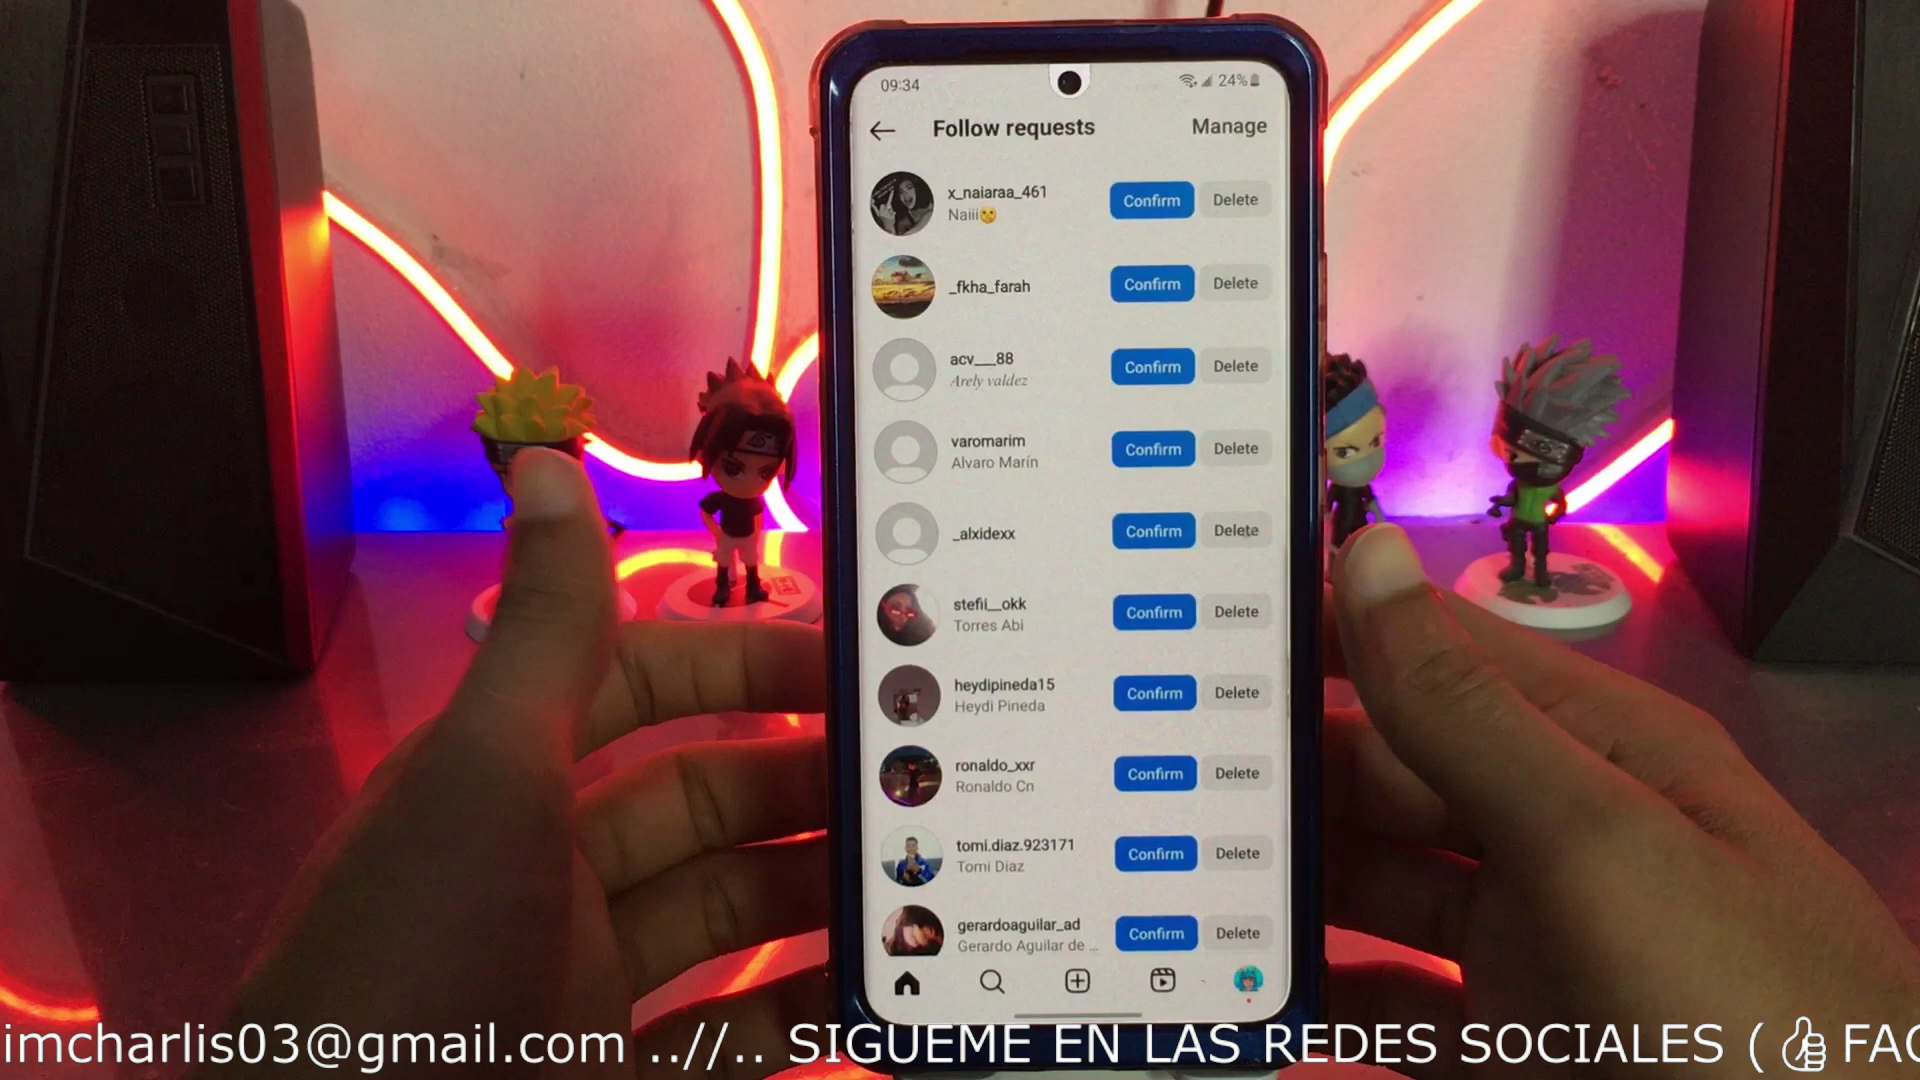 09:34 24%
Follow requests Manage
x_naiaraa_461
Naiii🤫
Confirm Delete
_fkha_farah
Confirm Delete
acv___88
Arely valdez
Confirm Delete
varomarim
Alvaro Marín
Confirm Delete
_alxidexx
Confirm Delete
stefii__okk
Torres Abi
Confirm Delete
heydipineda15
Heydi Pineda
Confirm Delete
ronaldo_xxr
Ronaldo Cn
Confirm Delete
tomi.diaz.923171
Tomi Diaz
Confirm Delete
gerardoaguilar_ad
Gerardo Aguilar de ...
Confirm Delete
imcharlis03@gmail.com ..//.. SIGUEME EN LAS REDES SOCIALES (👍 FAC